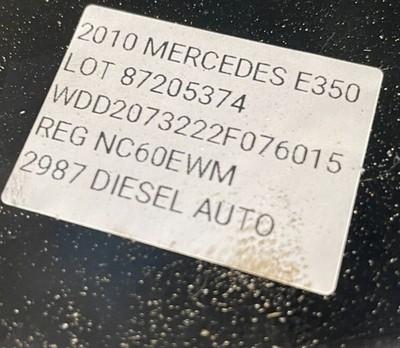 2010 MERCEDES E350
LOT 87205374
WDD2073222F076015
REG NC60EWM
2987 DIESEL AUTO